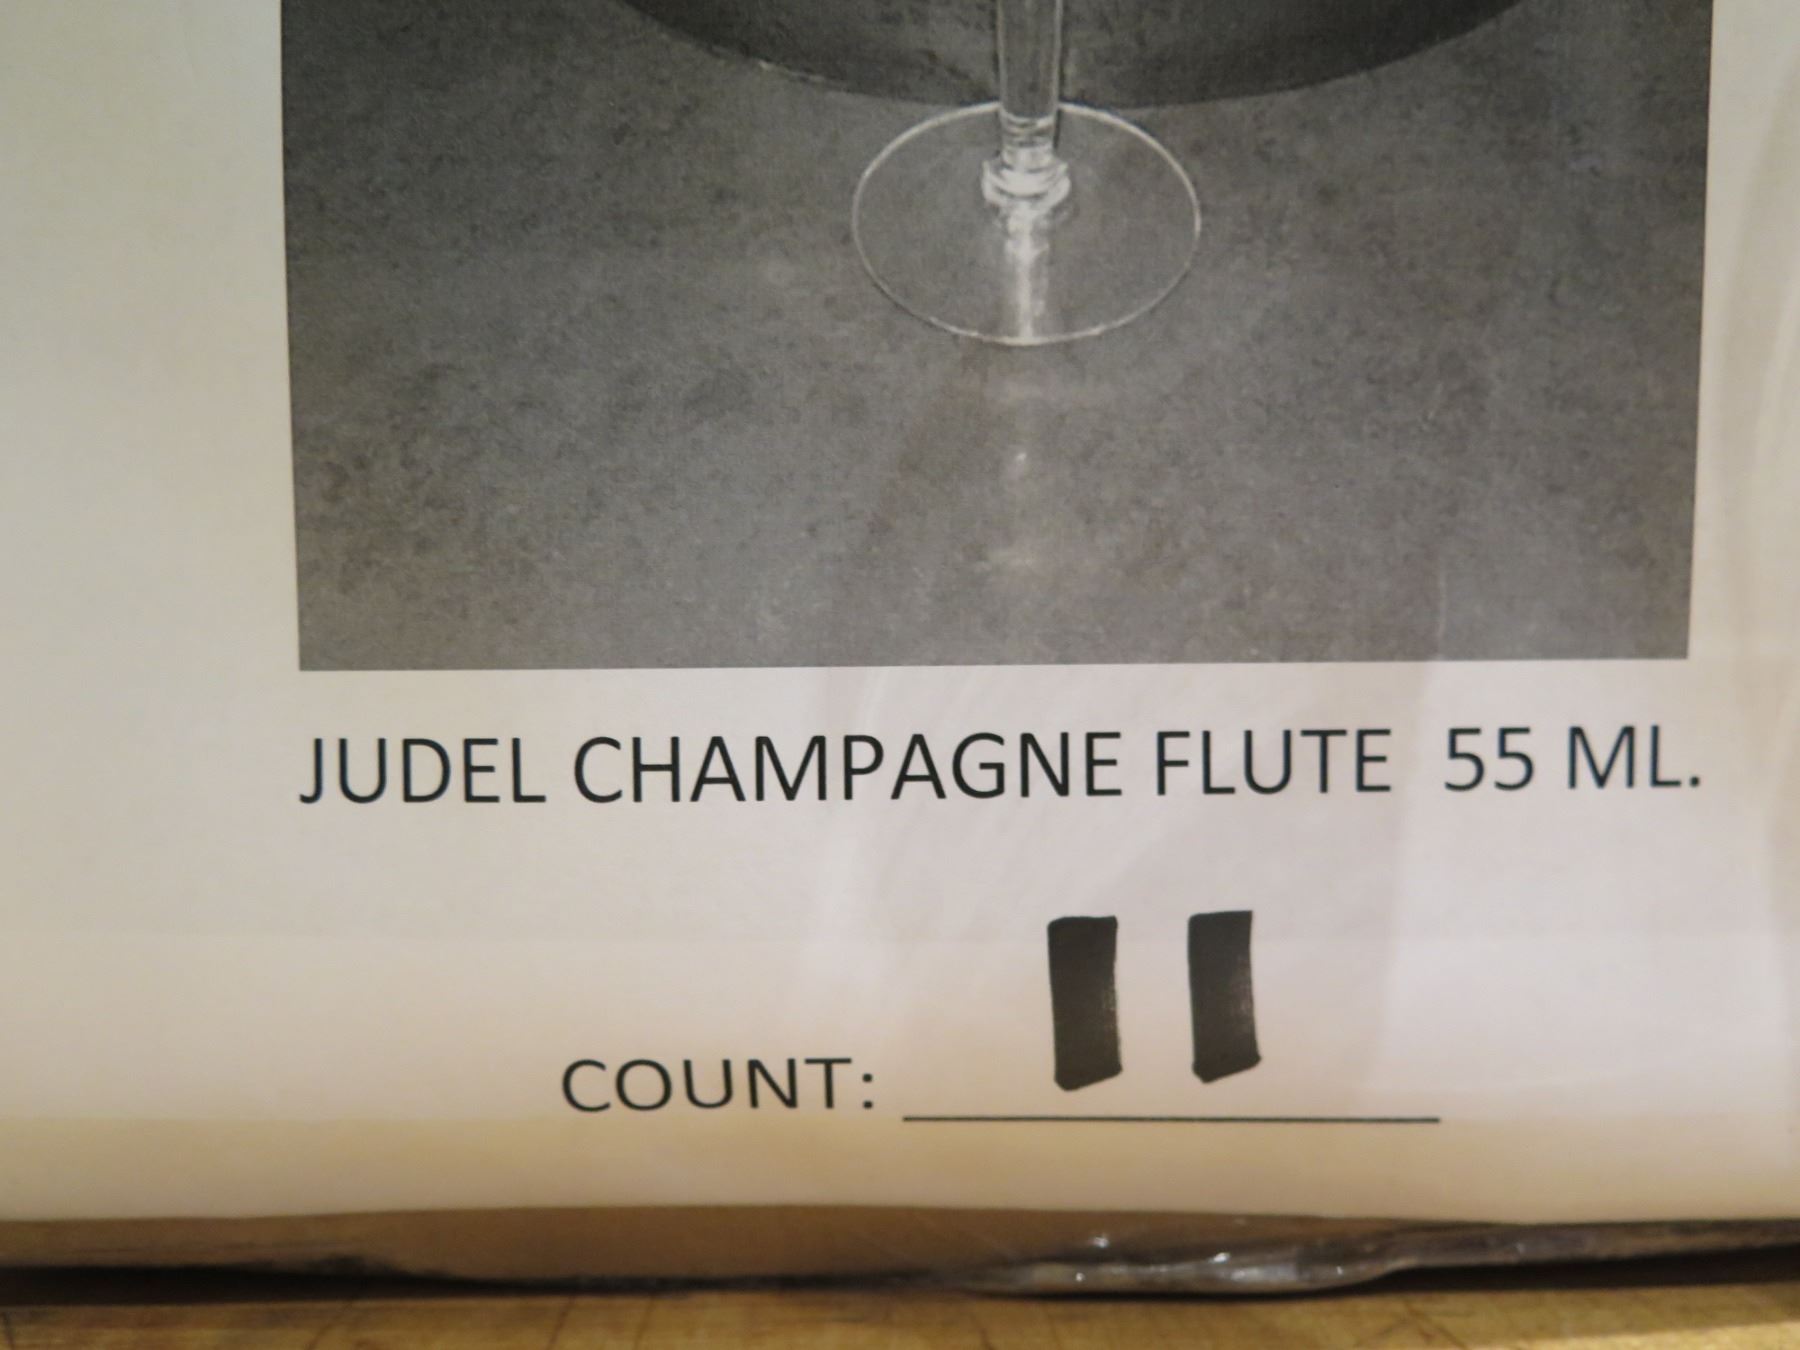 JUDEL CHAMPAGNE FLUTE 55 ML.
COUNT: 11